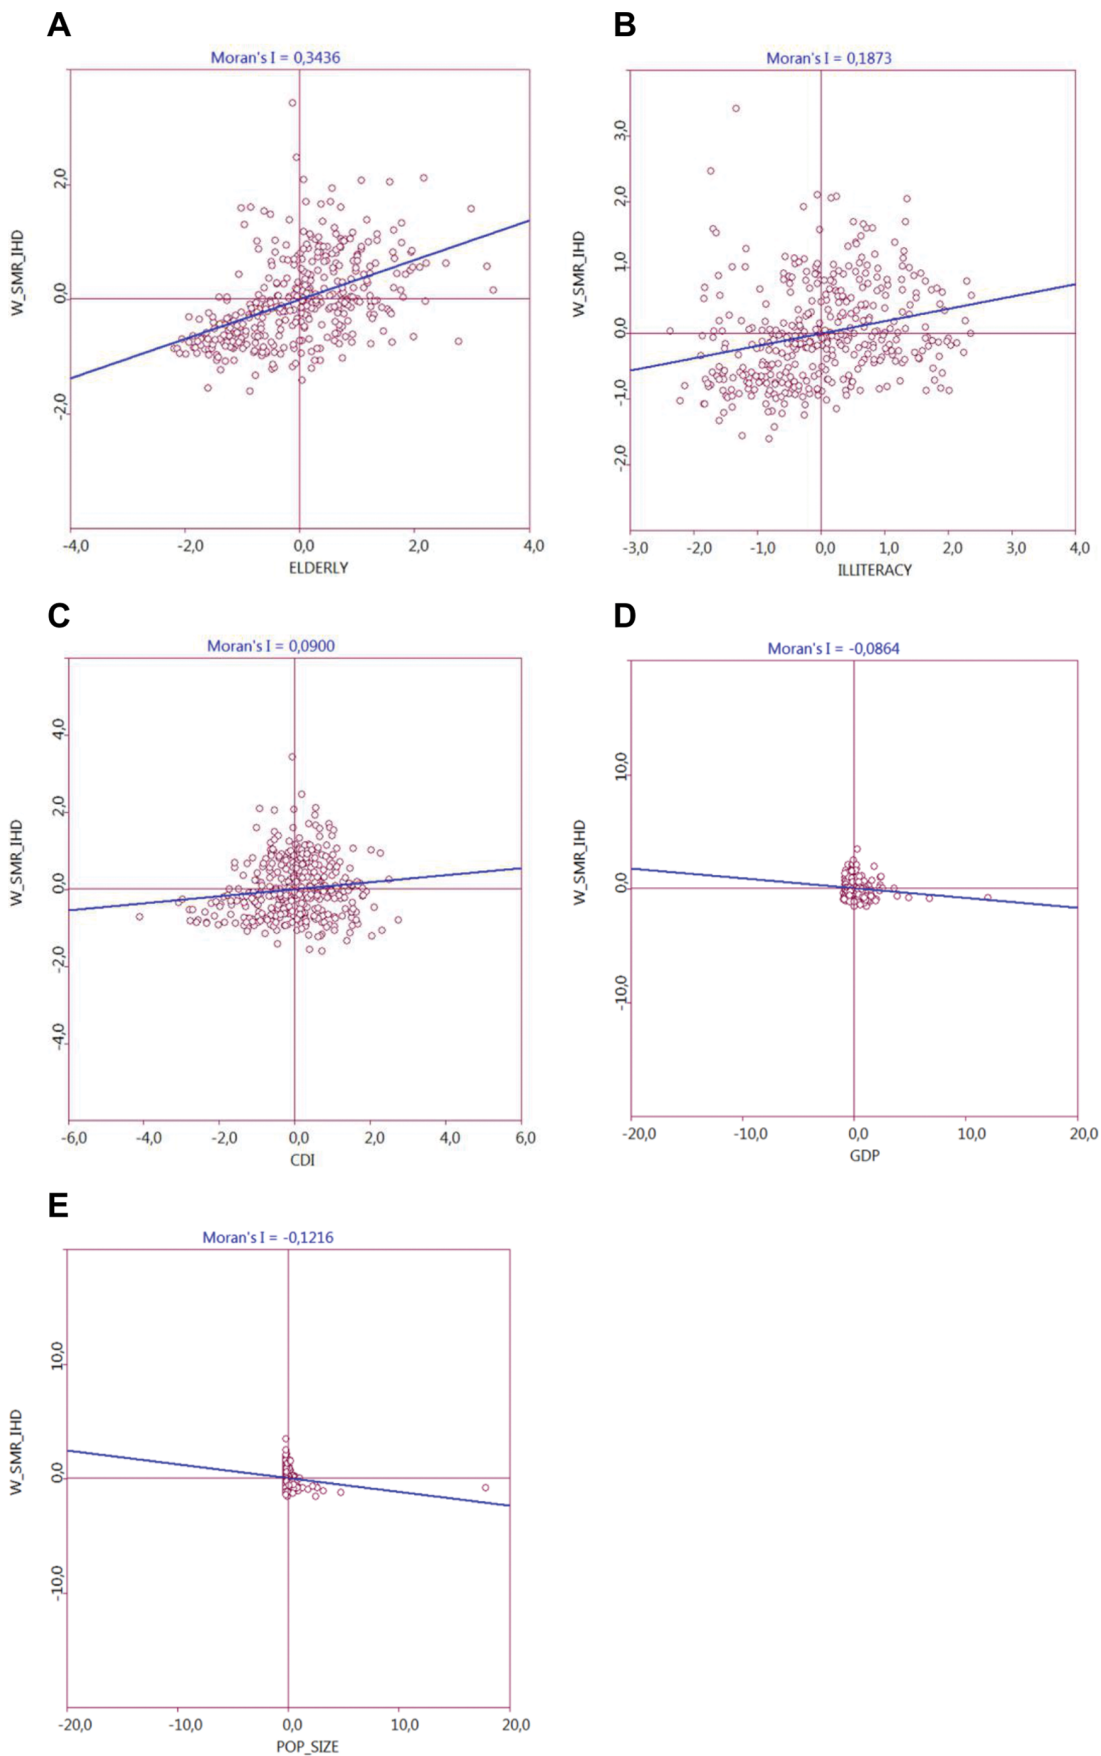 A
Moran's I = 0,3436
W_SMR_IHD
2,0
0,0
-2,0
-4,0 -2,0 0,0 2,0 4,0
ELDERLY
B
Moran's I = 0,1873
W_SMR_IHD
3,0
2,0
1,0
0,0
-1,0
-2,0
-3,0 -2,0 -1,0 0,0 1,0 2,0 3,0 4,0
ILLITERACY
C
Moran's I = 0,0900
W_SMR_IHD
4,0
2,0
0,0
-2,0
-4,0
-6,0 -4,0 -2,0 0,0 2,0 4,0 6,0
CDI
D
Moran's I = -0,0864
W_SMR_IHD
10,0
0,0
-10,0
-20,0 -10,0 0,0 10,0 20,0
GDP
E
Moran's I = -0,1216
W_SMR_IHD
10,0
0,0
-10,0
-20,0 -10,0 0,0 10,0 20,0
POP_SIZE